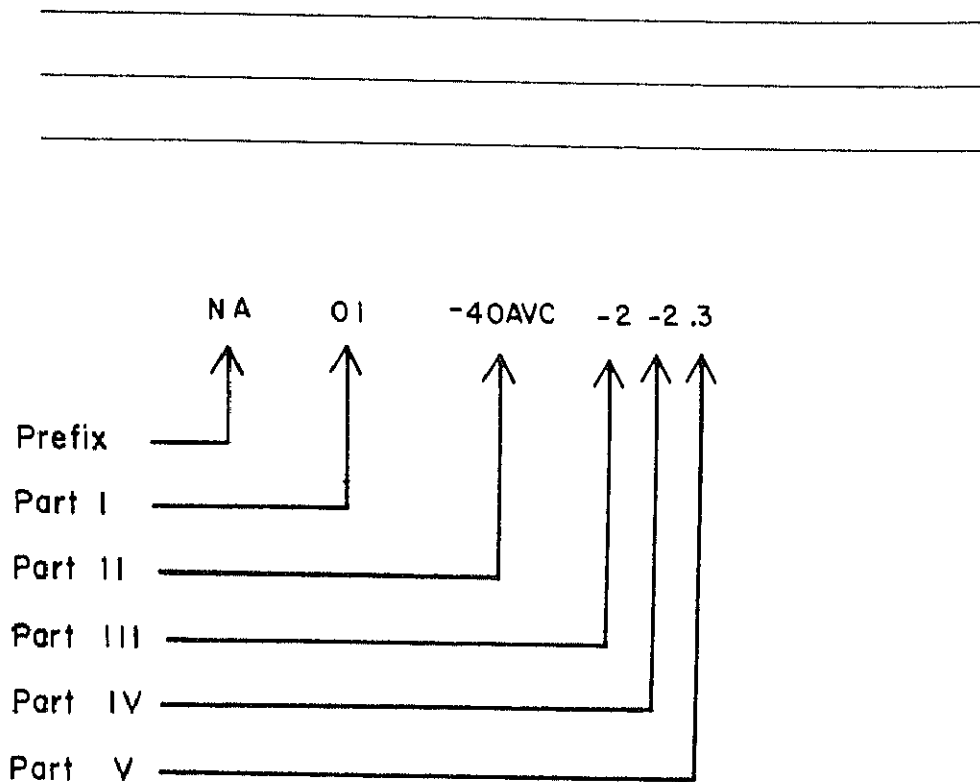 NA 01 -40AVC -2 -2 .3
Prefix
Part I
Part II
Part III
Part IV
Part V